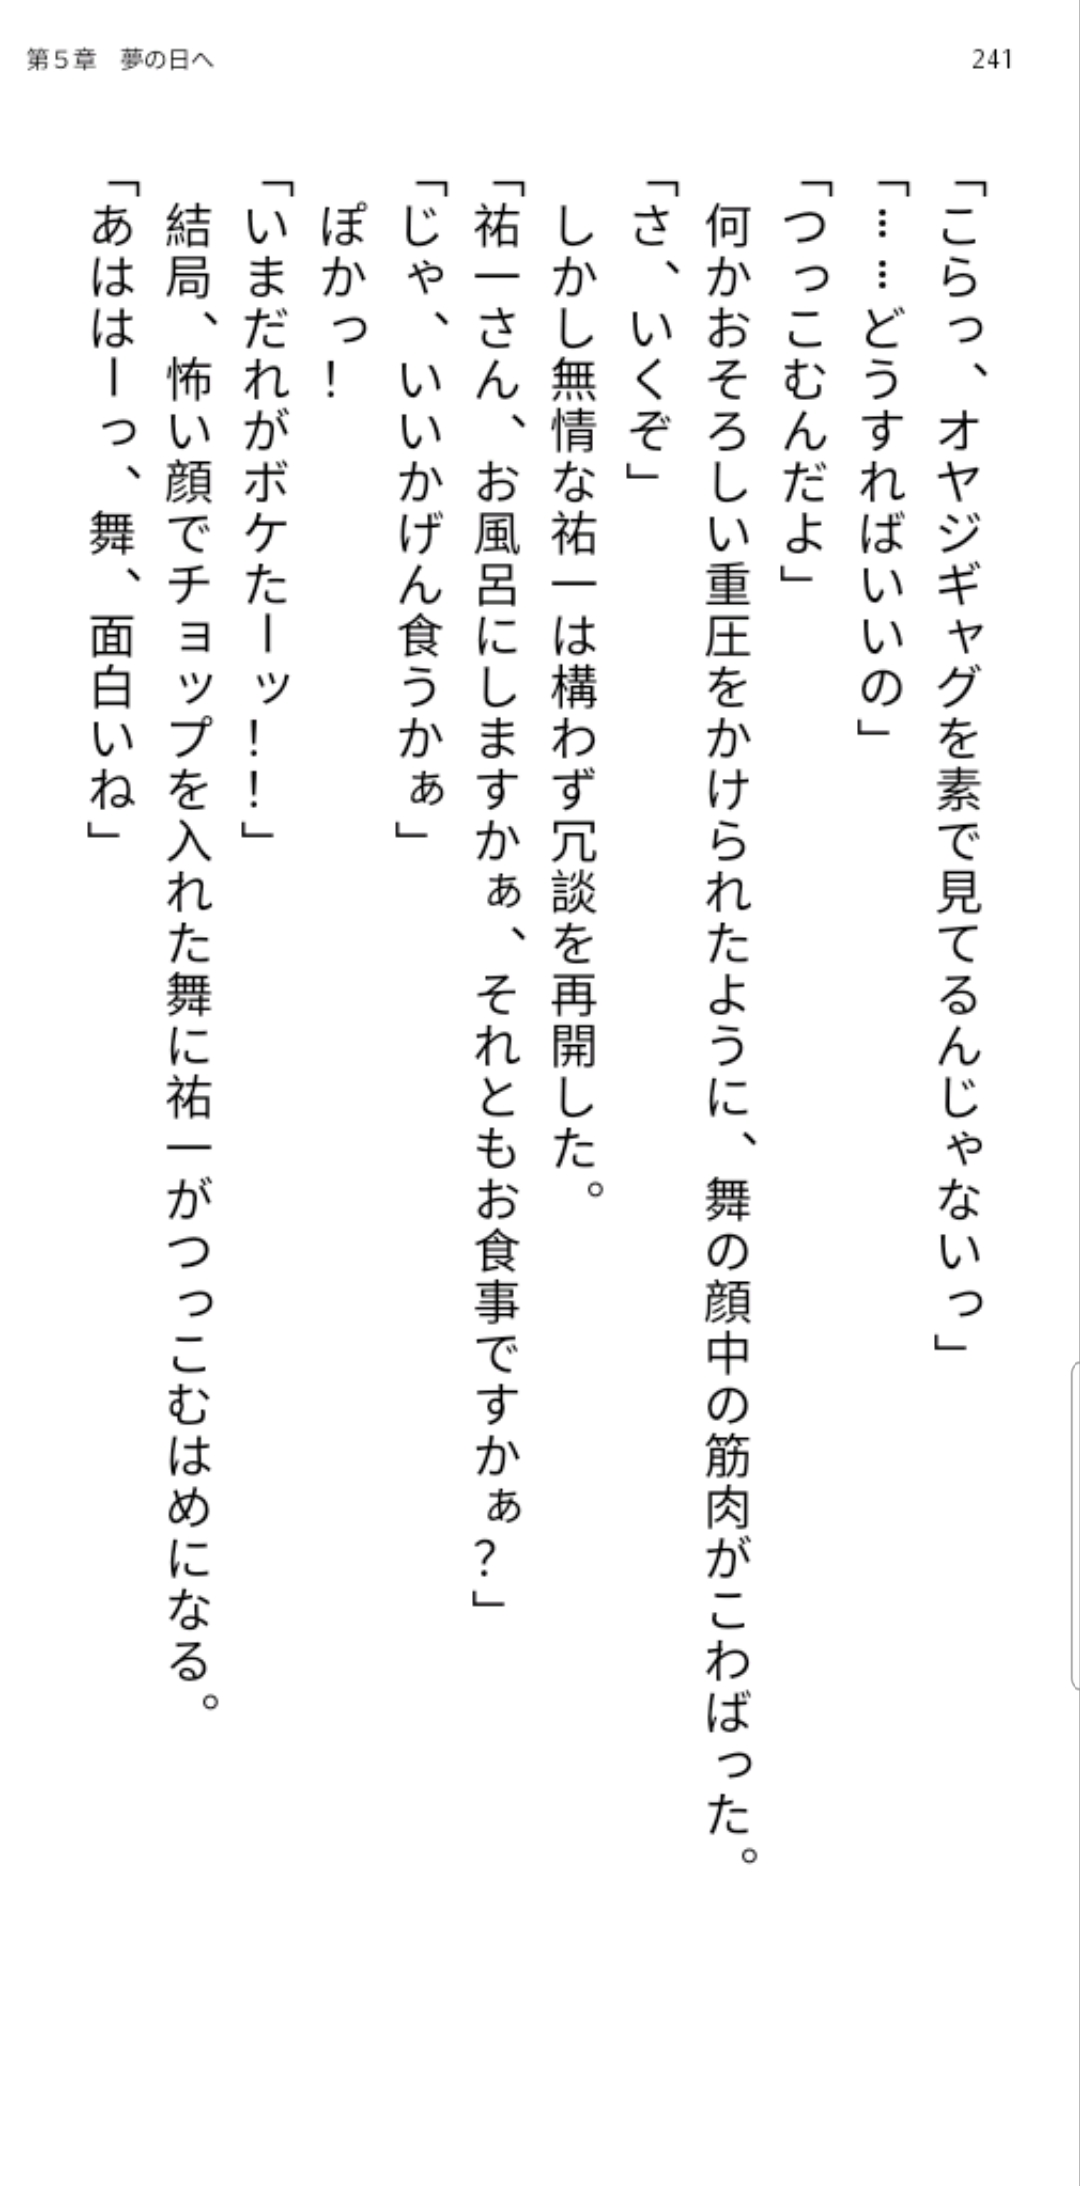 第５章　夢の日へ
241
「こらっ、オヤジギャグを素で見てるんじゃないっ」
「……どうすればいいの」
「つっこむんだよ」
何かおそろしい重圧をかけられたように、舞の顔中の筋肉がこわばった。
「さ、いくぞ」
しかし無情な祐一は構わず冗談を再開した。
「祐一さん、お風呂にしますかぁ、それともお食事ですかぁ？」
「じゃ、いいかげん食うかぁ」
ぽかっ！
「いまだれがボケたーッ！！」
結局、怖い顔でチョップを入れた舞に祐一がつっこむはめになる。
「あははーっ、舞、面白いね」